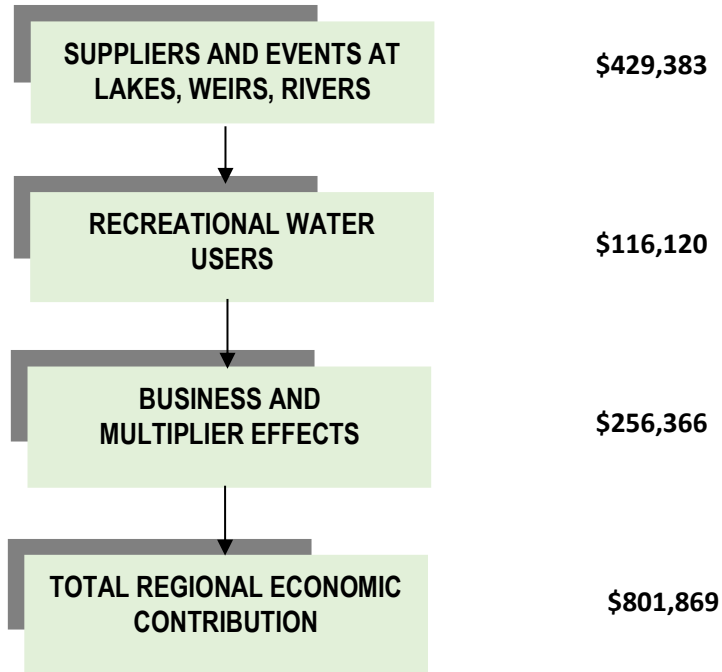 SUPPLIERS AND EVENTS AT
LAKES, WEIRS, RIVERS
$429,383
RECREATIONAL WATER
USERS
$116,120
BUSINESS AND
MULTIPLIER EFFECTS
$256,366
TOTAL REGIONAL ECONOMIC
CONTRIBUTION
$801,869